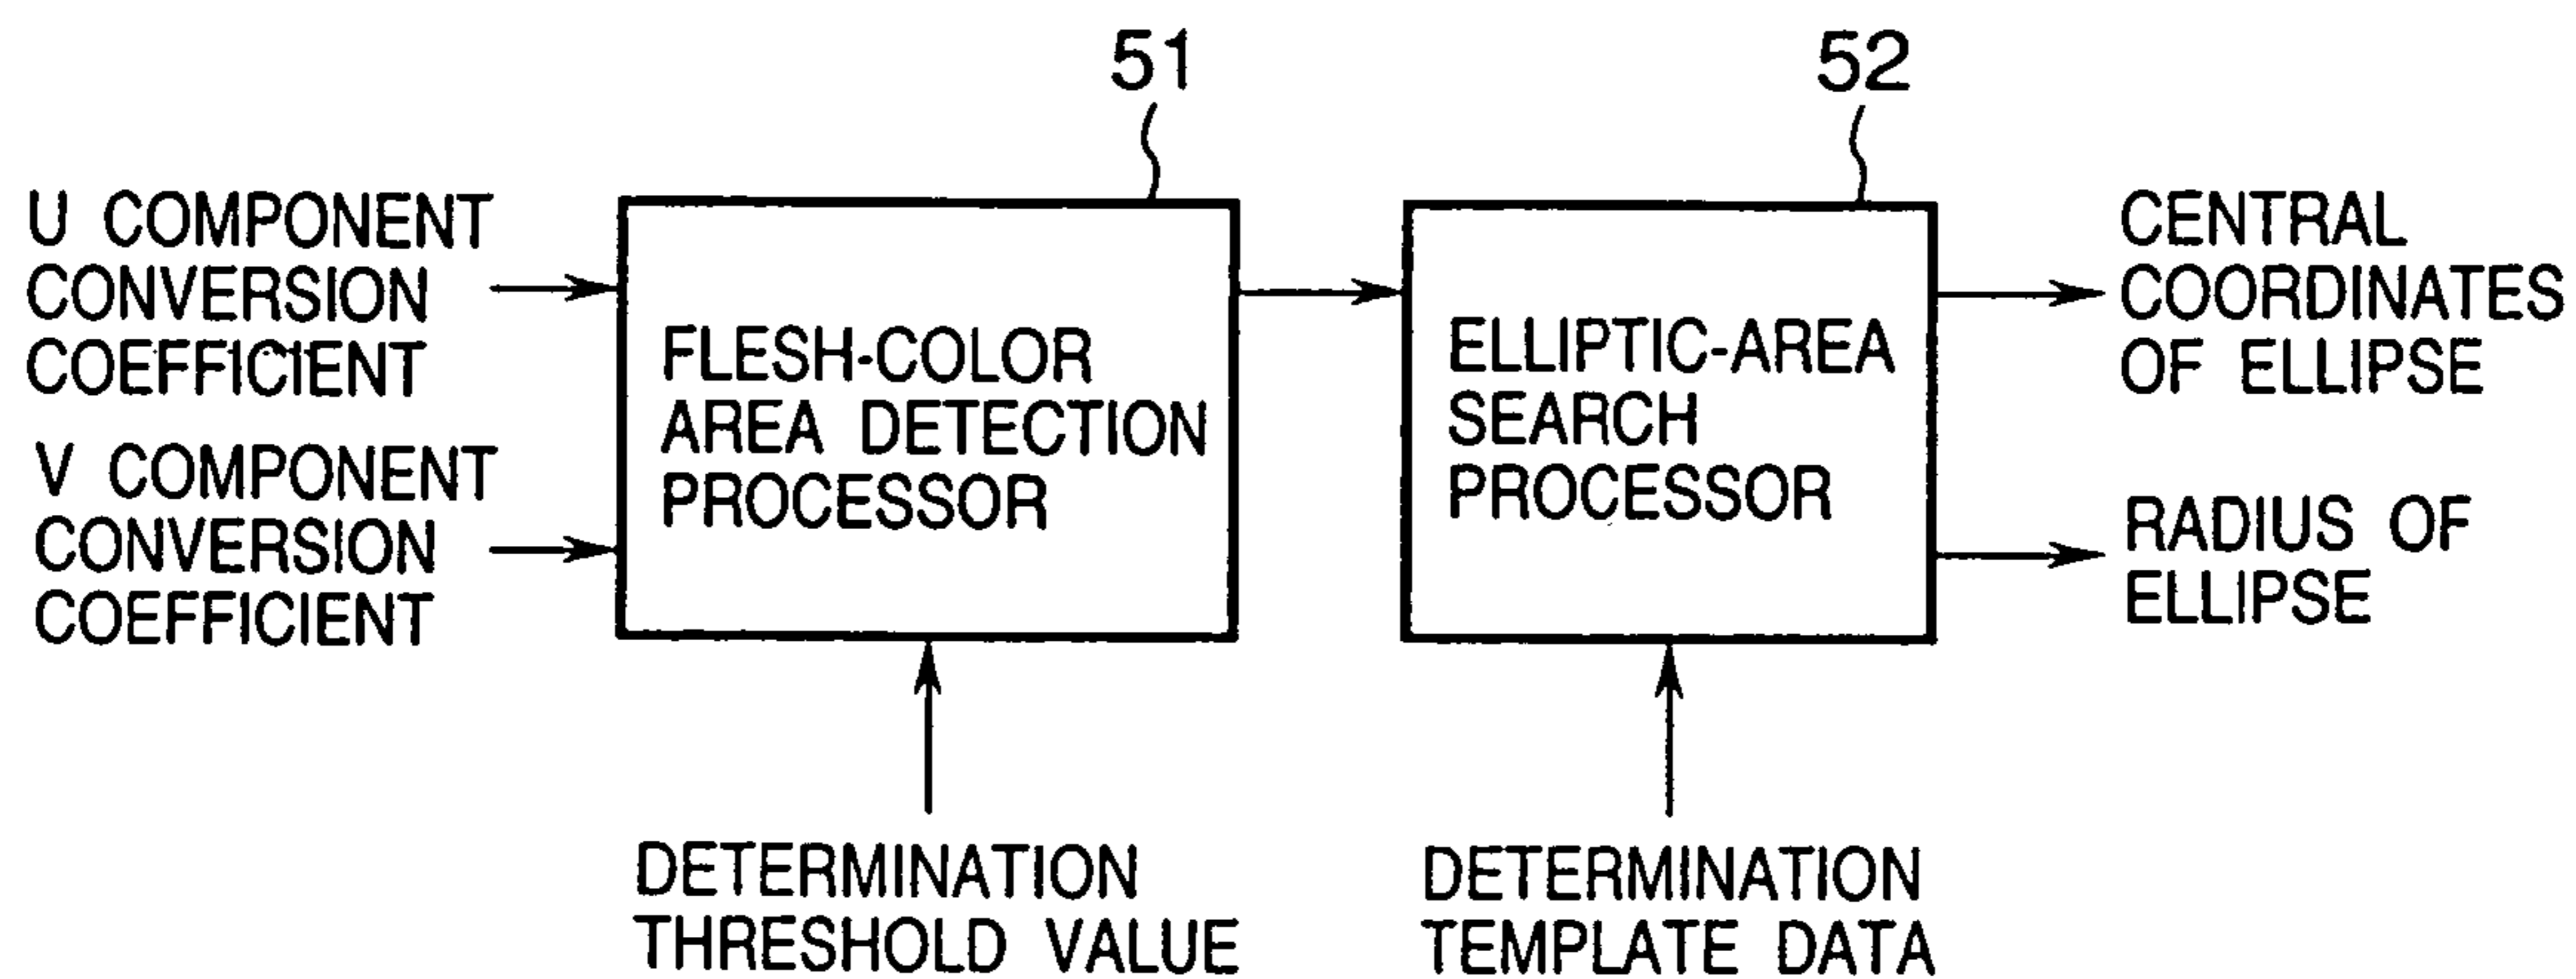 51
52
U COMPONENT
CONVERSION
COEFFICIENT
V COMPONENT
CONVERSION
COEFFICIENT
FLESH-COLOR
AREA DETECTION
PROCESSOR
ELLIPTIC-AREA
SEARCH
PROCESSOR
CENTRAL
COORDINATES
OF ELLIPSE
RADIUS OF
ELLIPSE
DETERMINATION
THRESHOLD VALUE
DETERMINATION
TEMPLATE DATA